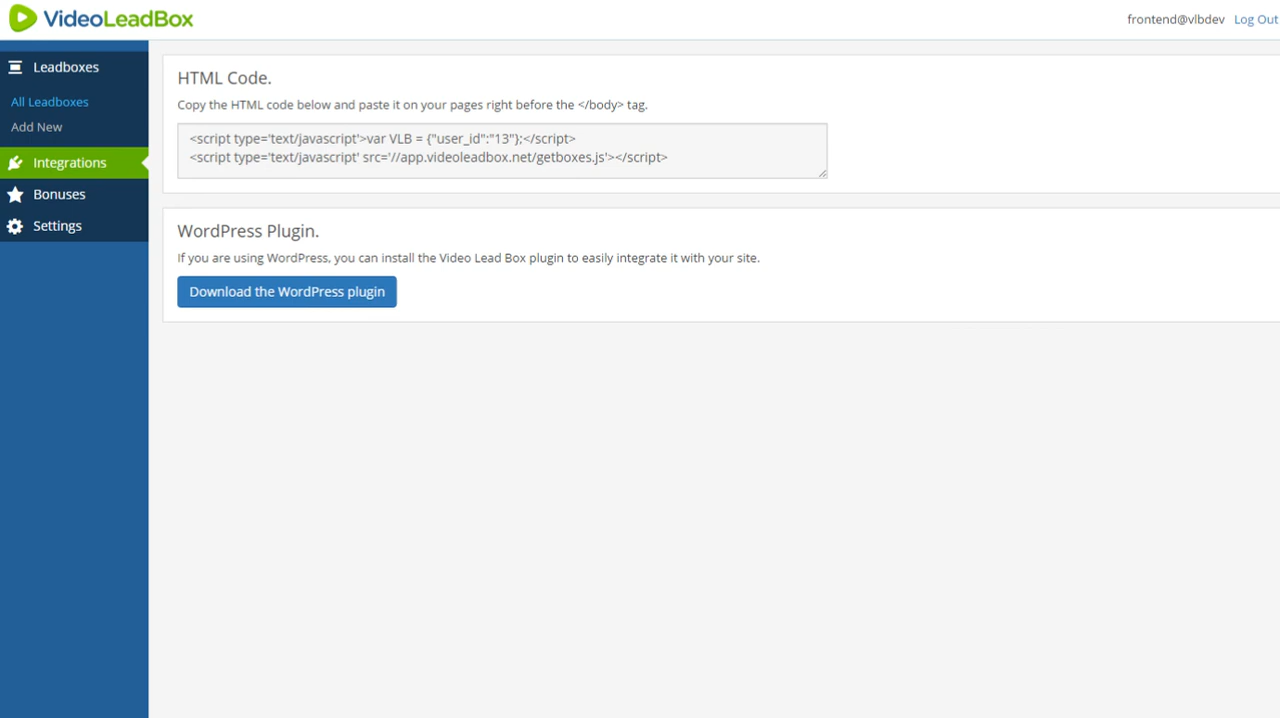 VideoLeadBox
frontend@vlbdev Log Out
Leadboxes
All Leadboxes
Add New
Integrations
Bonuses
Settings
HTML Code.
Copy the HTML code below and paste it on your pages right before the </body> tag.
<script type='text/javascript'>var VLB = {"user_id":"13"};</script>
<script type='text/javascript' src='//app.videoleadbox.net/getboxes.js'></script>
WordPress Plugin.
If you are using WordPress, you can install the Video Lead Box plugin to easily integrate it with your site.
Download the WordPress plugin